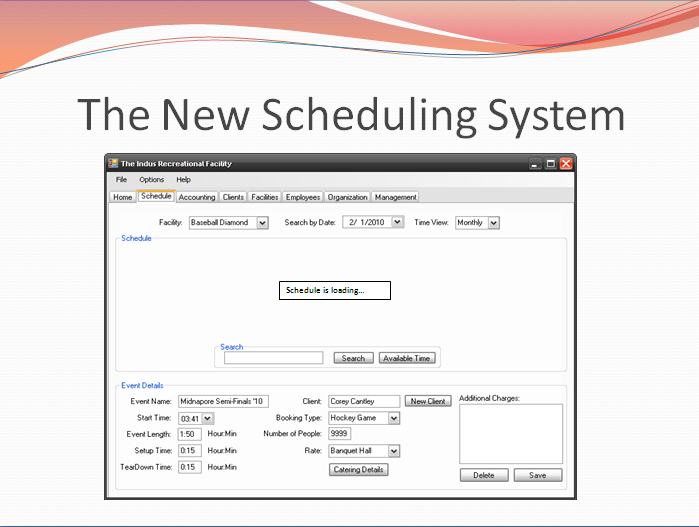 The New Scheduling System
The Indus Recreational Facility
File Options Help
Home Schedule Accounting Clients Facilities Employees Organization Management
Facility: Baseball Diamond Search by Date: 2/ 1/2010 Time View: Monthly
Schedule
Schedule is loading...
Search
Search Available Time
Event Details
Event Name: Midnapore Semi-Finals '10 Client: Corey Cantley New Client Additional Charges:
Start Time: 03:41 Booking Type: Hockey Game
Event Length: 1:50 Hour:Min Number of People: 9999
Setup Time: 0:15 Hour:Min Rate: Banquet Hall
TearDown Time: 0:15 Hour:Min Catering Details Delete Save